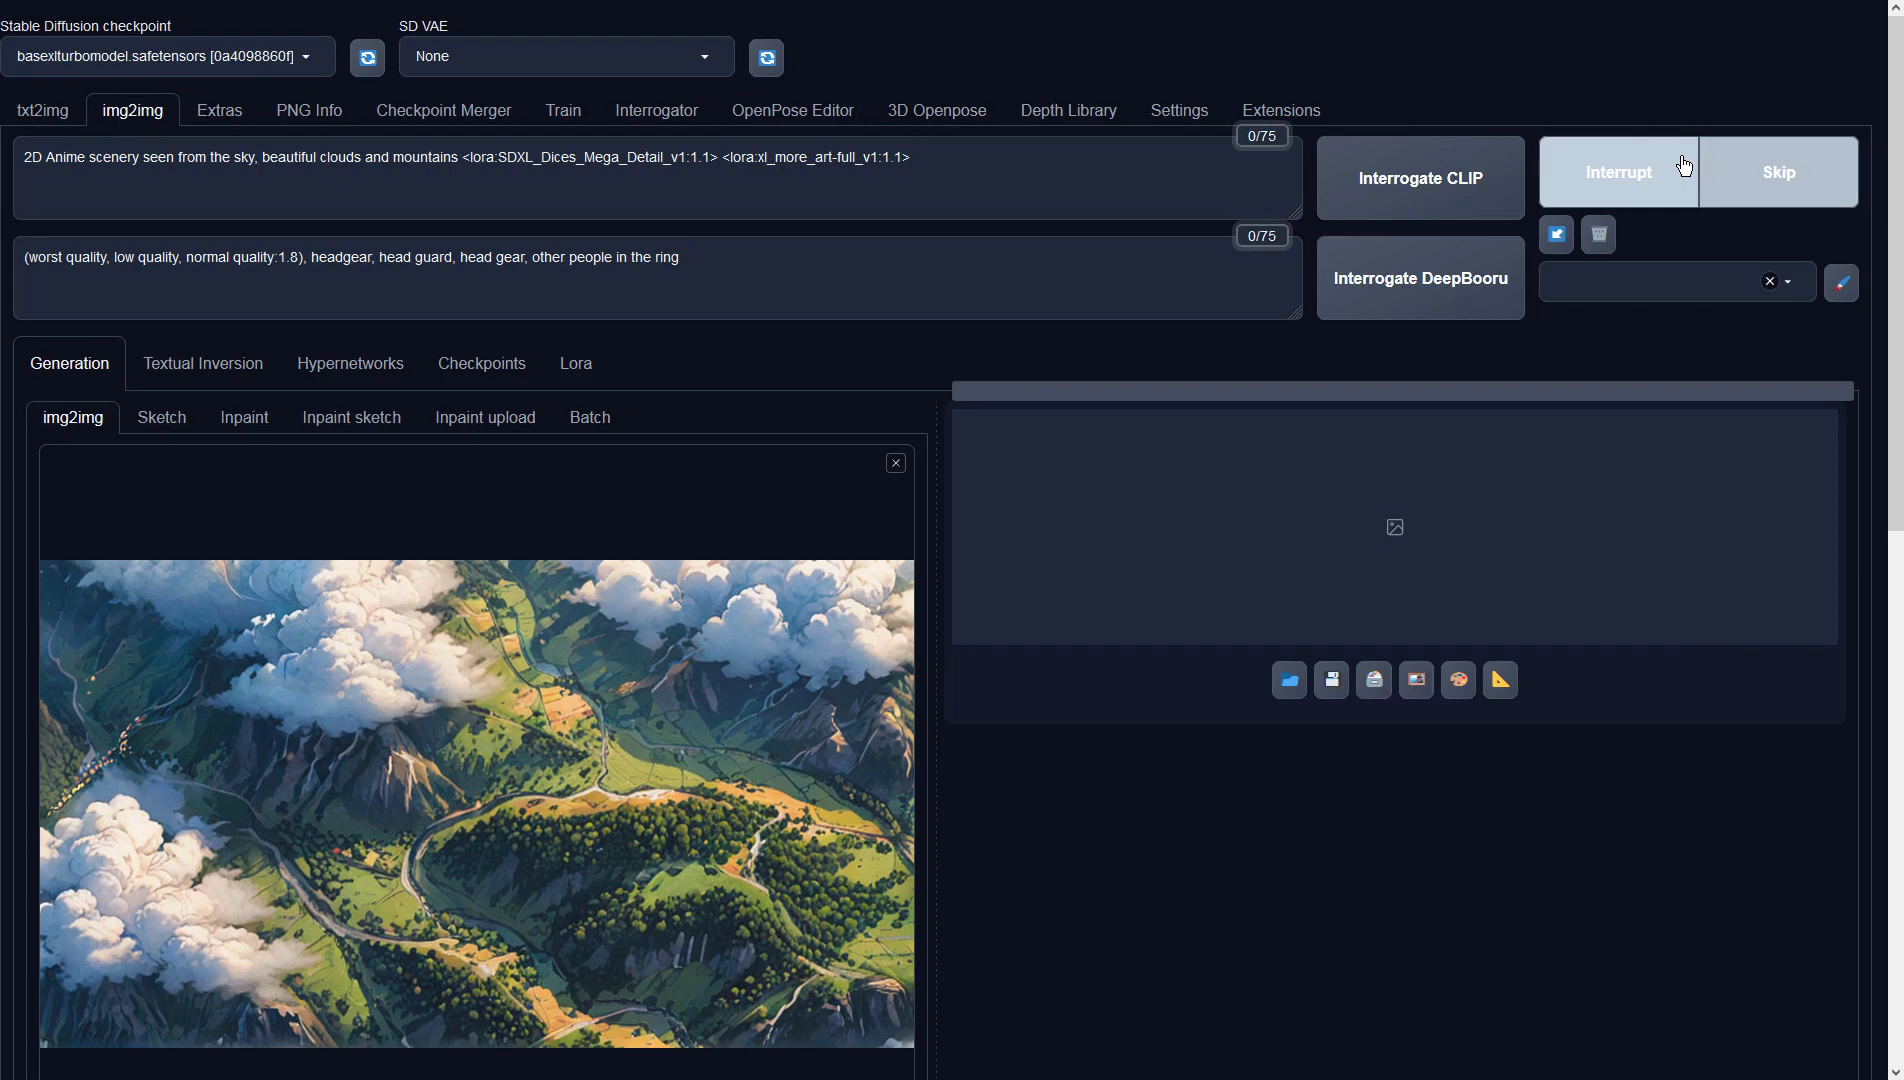 Stable Diffusion checkpoint
SD VAE
basexlturbomodel.safetensors [0a4098860f]
None
txt2img
img2img
Extras
PNG Info
Checkpoint Merger
Train
Interrogator
OpenPose Editor
3D Openpose
Depth Library
Settings
Extensions
0/75
2D Anime scenery seen from the sky, beautiful clouds and mountains <lora:SDXL_Dices_Mega_Detail_v1:1.1> <lora:xl_more_art-full_v1:1.1>
Interrogate CLIP
Interrupt
Skip
0/75
(worst quality, low quality, normal quality:1.8), headgear, head guard, head gear, other people in the ring
Interrogate DeepBooru
Generation
Textual Inversion
Hypernetworks
Checkpoints
Lora
img2img
Sketch
Inpaint
Inpaint sketch
Inpaint upload
Batch